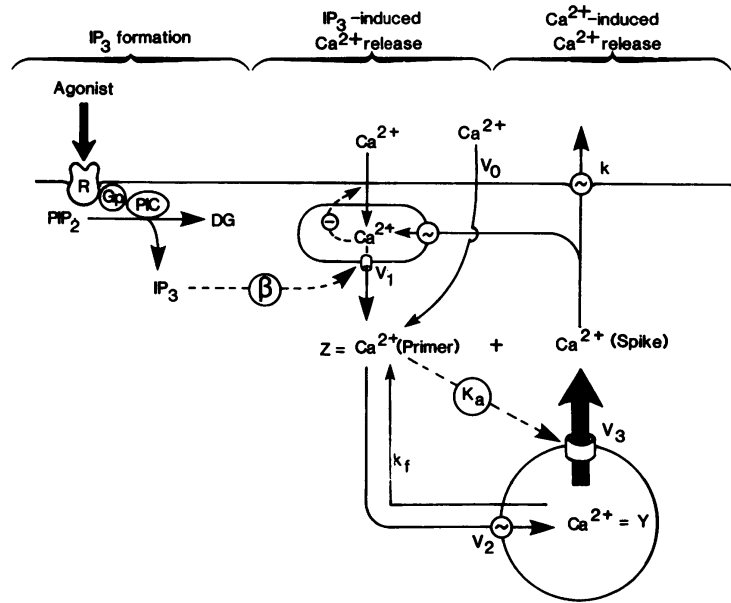 IP3 formation
IP3-induced
Ca2+ release
Ca2+-induced
Ca2+ release
Agonist
R
Gp
PIC
PIP2
DG
IP3
β
Ca2+
Ca2+
V0
k
−
Ca2+
~
~
V1
Z = Ca2+ (Primer) + Ca2+ (Spike)
Ka
V3
kf
Ca2+ = Y
~
V2